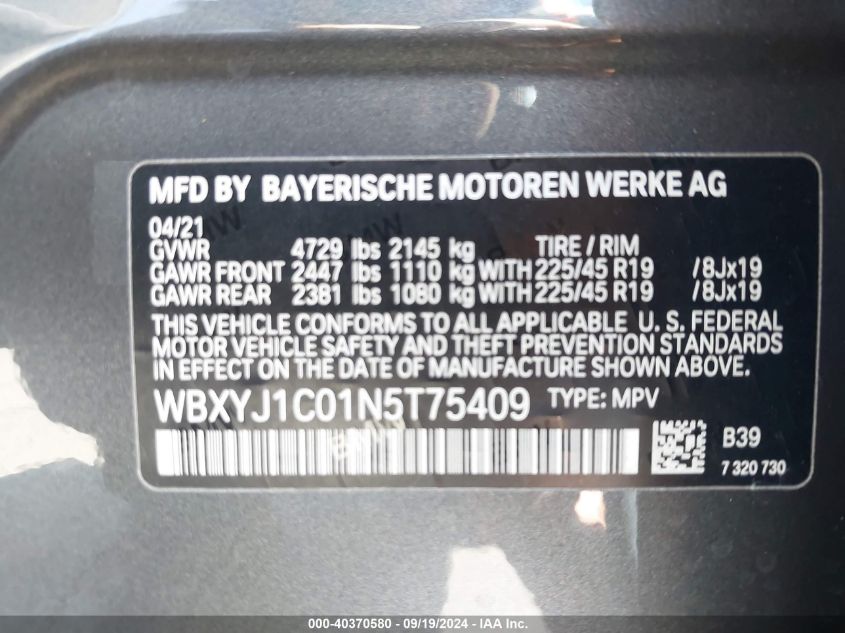 MFD BY BAYERISCHE MOTOREN WERKE AG
04/21
GVWR 4729 lbs 2145 kg TIRE / RIM
GAWR FRONT 2447 lbs 1110 kg WITH 225/45 R19 /8Jx19
GAWR REAR 2381 lbs 1080 kg WITH 225/45 R19 /8Jx19
THIS VEHICLE CONFORMS TO ALL APPLICABLE U. S. FEDERAL
MOTOR VEHICLE SAFETY AND THEFT PREVENTION STANDARDS
IN EFFECT ON THE DATE OF MANUFACTURE SHOWN ABOVE.
WBXYJ1C01N5T75409 TYPE: MPV
B39
7 320 730
000-40370580 - 09/19/2024 - IAA Inc.